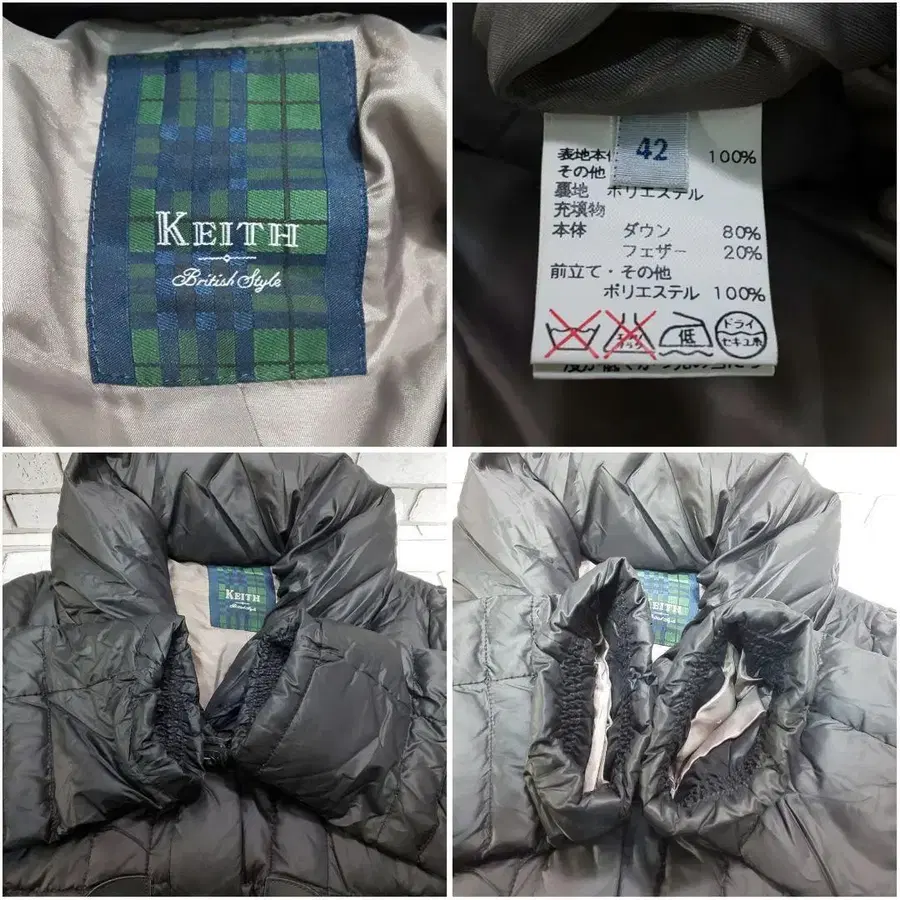 KEITH
British Style
42
表地本体 100%
その他
裏地 ポリエステル
充填物
本体 ダウン 80%
フェザー 20%
前立て・その他
ポリエステル 100%
低
ドライ
セキユ系
KEITH
British Style
KEITH